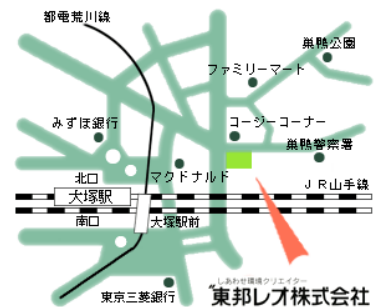 都電荒川線
巣鴨公園
ファミリーマート
みずほ銀行
コージーコーナー
巣鴨警察署
マクドナルド
北口
JR山手線
大塚駅
南口
大塚駅前
しあわせ環境クリエイター
東邦レオ株式会社
東京三菱銀行